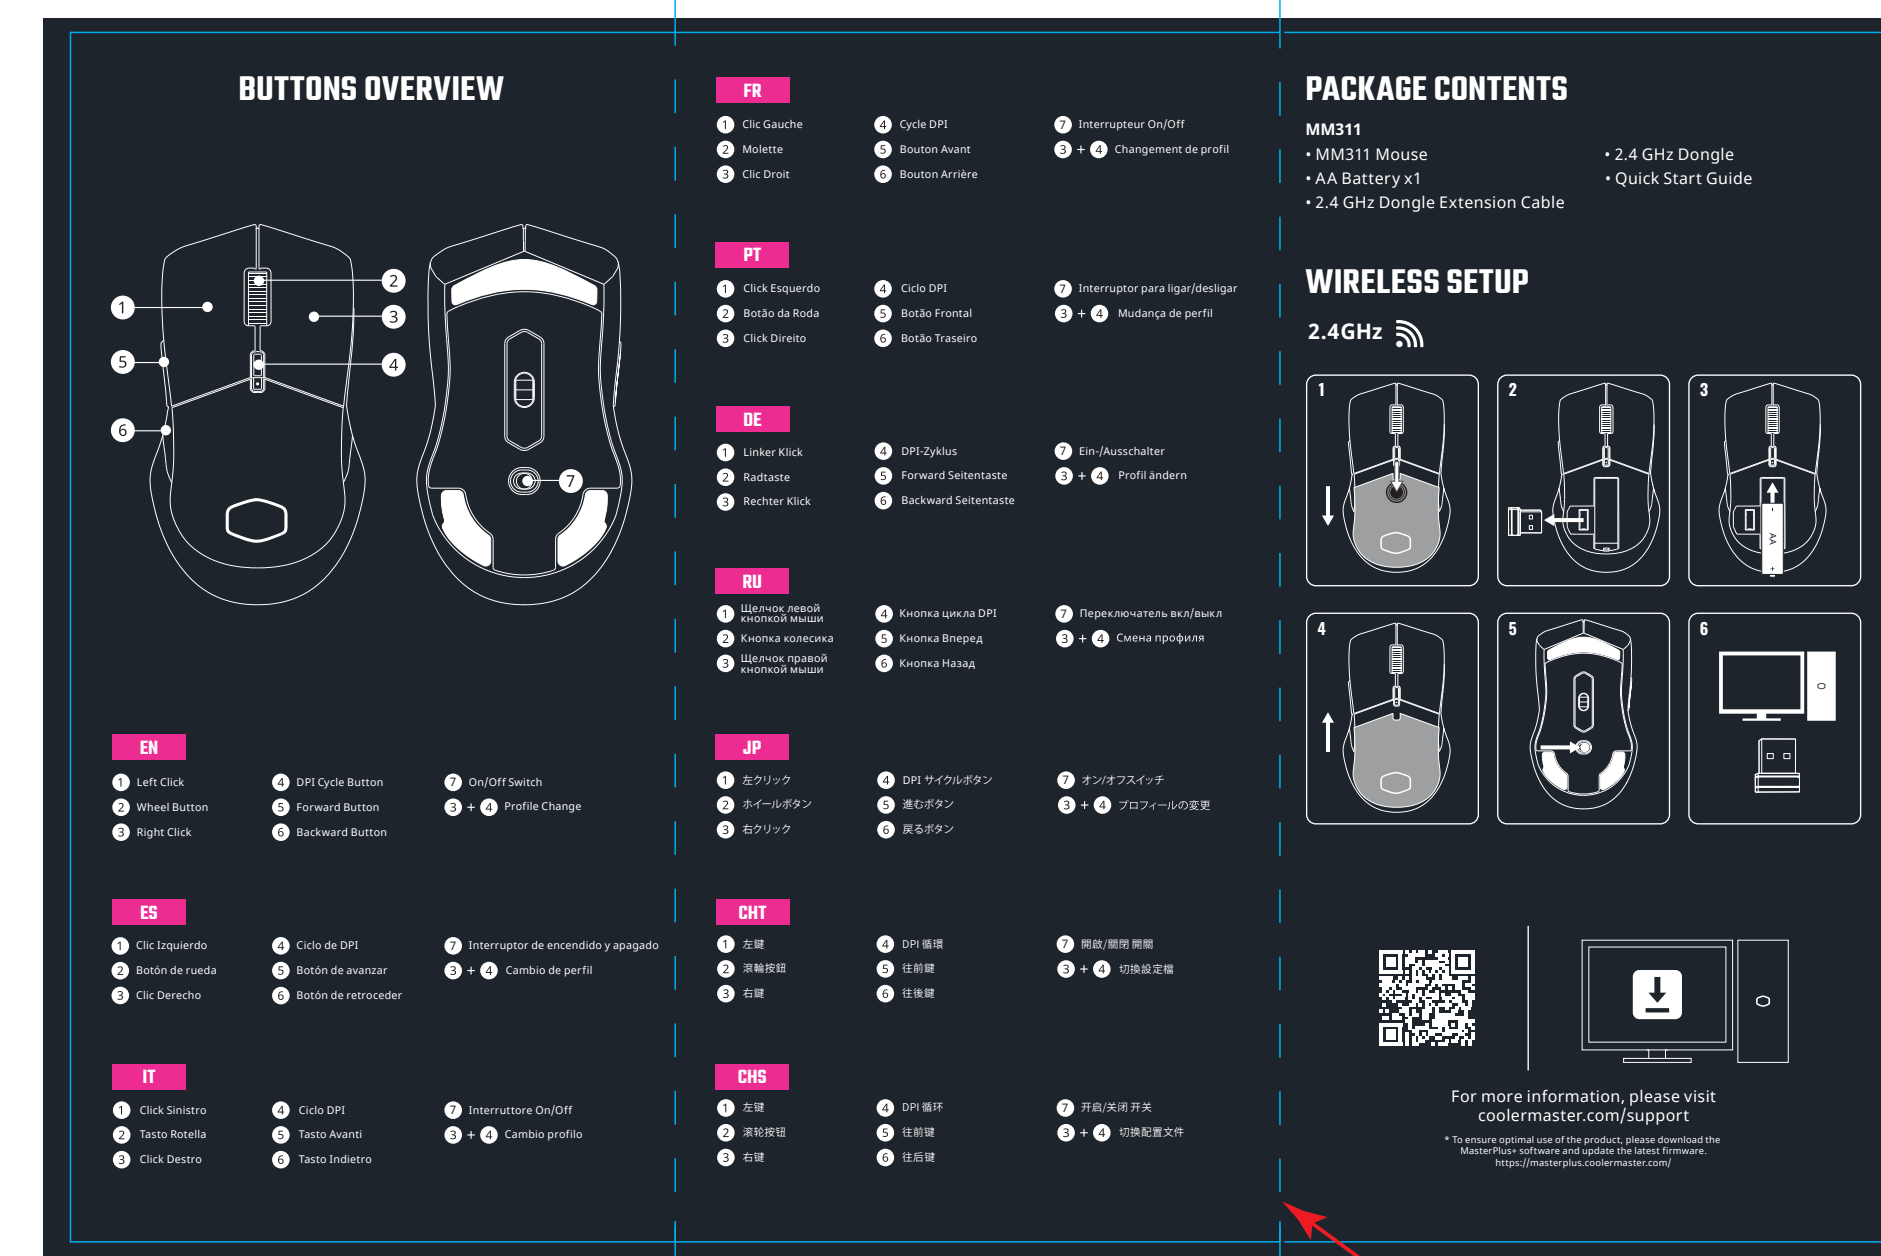 BUTTONS OVERVIEW
1
2
3
4
5
6
7
EN
1 Left Click
2 Wheel Button
3 Right Click
4 DPI Cycle Button
5 Forward Button
6 Backward Button
7 On/Off Switch
3 + 4 Profile Change
ES
1 Clic Izquierdo
2 Botón de rueda
3 Clic Derecho
4 Ciclo de DPI
5 Botón de avanzar
6 Botón de retroceder
7 Interruptor de encendido y apagado
3 + 4 Cambio de perfil
IT
1 Click Sinistro
2 Tasto Rotella
3 Click Destro
4 Ciclo DPI
5 Tasto Avanti
6 Tasto Indietro
7 Interruttore On/Off
3 + 4 Cambio profilo
FR
1 Clic Gauche
2 Molette
3 Clic Droit
4 Cycle DPI
5 Bouton Avant
6 Bouton Arrière
7 Interrupteur On/Off
3 + 4 Changement de profil
PT
1 Click Esquerdo
2 Botão da Roda
3 Click Direito
4 Ciclo DPI
5 Botão Frontal
6 Botão Traseiro
7 Interruptor para ligar/desligar
3 + 4 Mudança de perfil
DE
1 Linker Klick
2 Radtaste
3 Rechter Klick
4 DPI-Zyklus
5 Forward Seitentaste
6 Backward Seitentaste
7 Ein-/Ausschalter
3 + 4 Profil ändern
RU
1 Щелчок левой
кнопкой мыши
2 Кнопка колесика
3 Щелчок правой
кнопкой мыши
4 Кнопка цикла DPI
5 Кнопка Вперед
6 Кнопка Назад
7 Переключатель вкл/выкл
3 + 4 Смена профиля
JP
1 左クリック
2 ホイールボタン
3 右クリック
4 DPI サイクルボタン
5 進むボタン
6 戻るボタン
7 オン/オフスイッチ
3 + 4 プロフィールの変更
CHT
1 左鍵
2 滾輪按鈕
3 右鍵
4 DPI 循環
5 往前鍵
6 往後鍵
7 開啟/關閉 開關
3 + 4 切換設定檔
CHS
1 左键
2 滚轮按钮
3 右键
4 DPI 循环
5 往前键
6 往后键
7 开启/关闭 开关
3 + 4 切换配置文件
PACKAGE CONTENTS
MM311
• MM311 Mouse
• AA Battery x1
• 2.4 GHz Dongle Extension Cable
• 2.4 GHz Dongle
• Quick Start Guide
WIRELESS SETUP
2.4GHz
1
2
3
- AA +
4
5
6
For more information, please visit
coolermaster.com/support
* To ensure optimal use of the product, please download the
MasterPlus+ software and update the latest firmware.
https://masterplus.coolermaster.com/